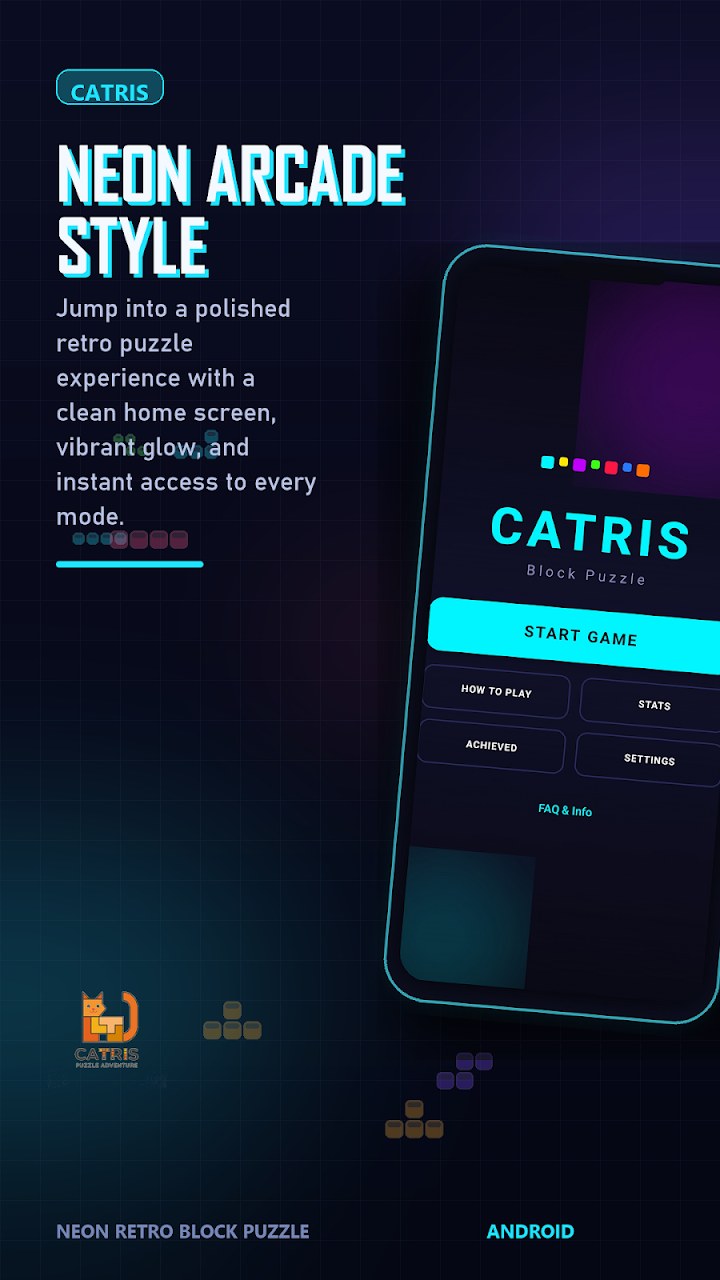 CATRIS
NEON ARCADE
STYLE
Jump into a polished
retro puzzle
experience with a
clean home screen,
vibrant glow, and
instant access to every
mode.
CATRIS
Block Puzzle
START GAME
HOW TO PLAY
STATS
ACHIEVED
SETTINGS
FAQ & Info
CATRIS
PUZZLE ADVENTURE
NEON RETRO BLOCK PUZZLE
ANDROID